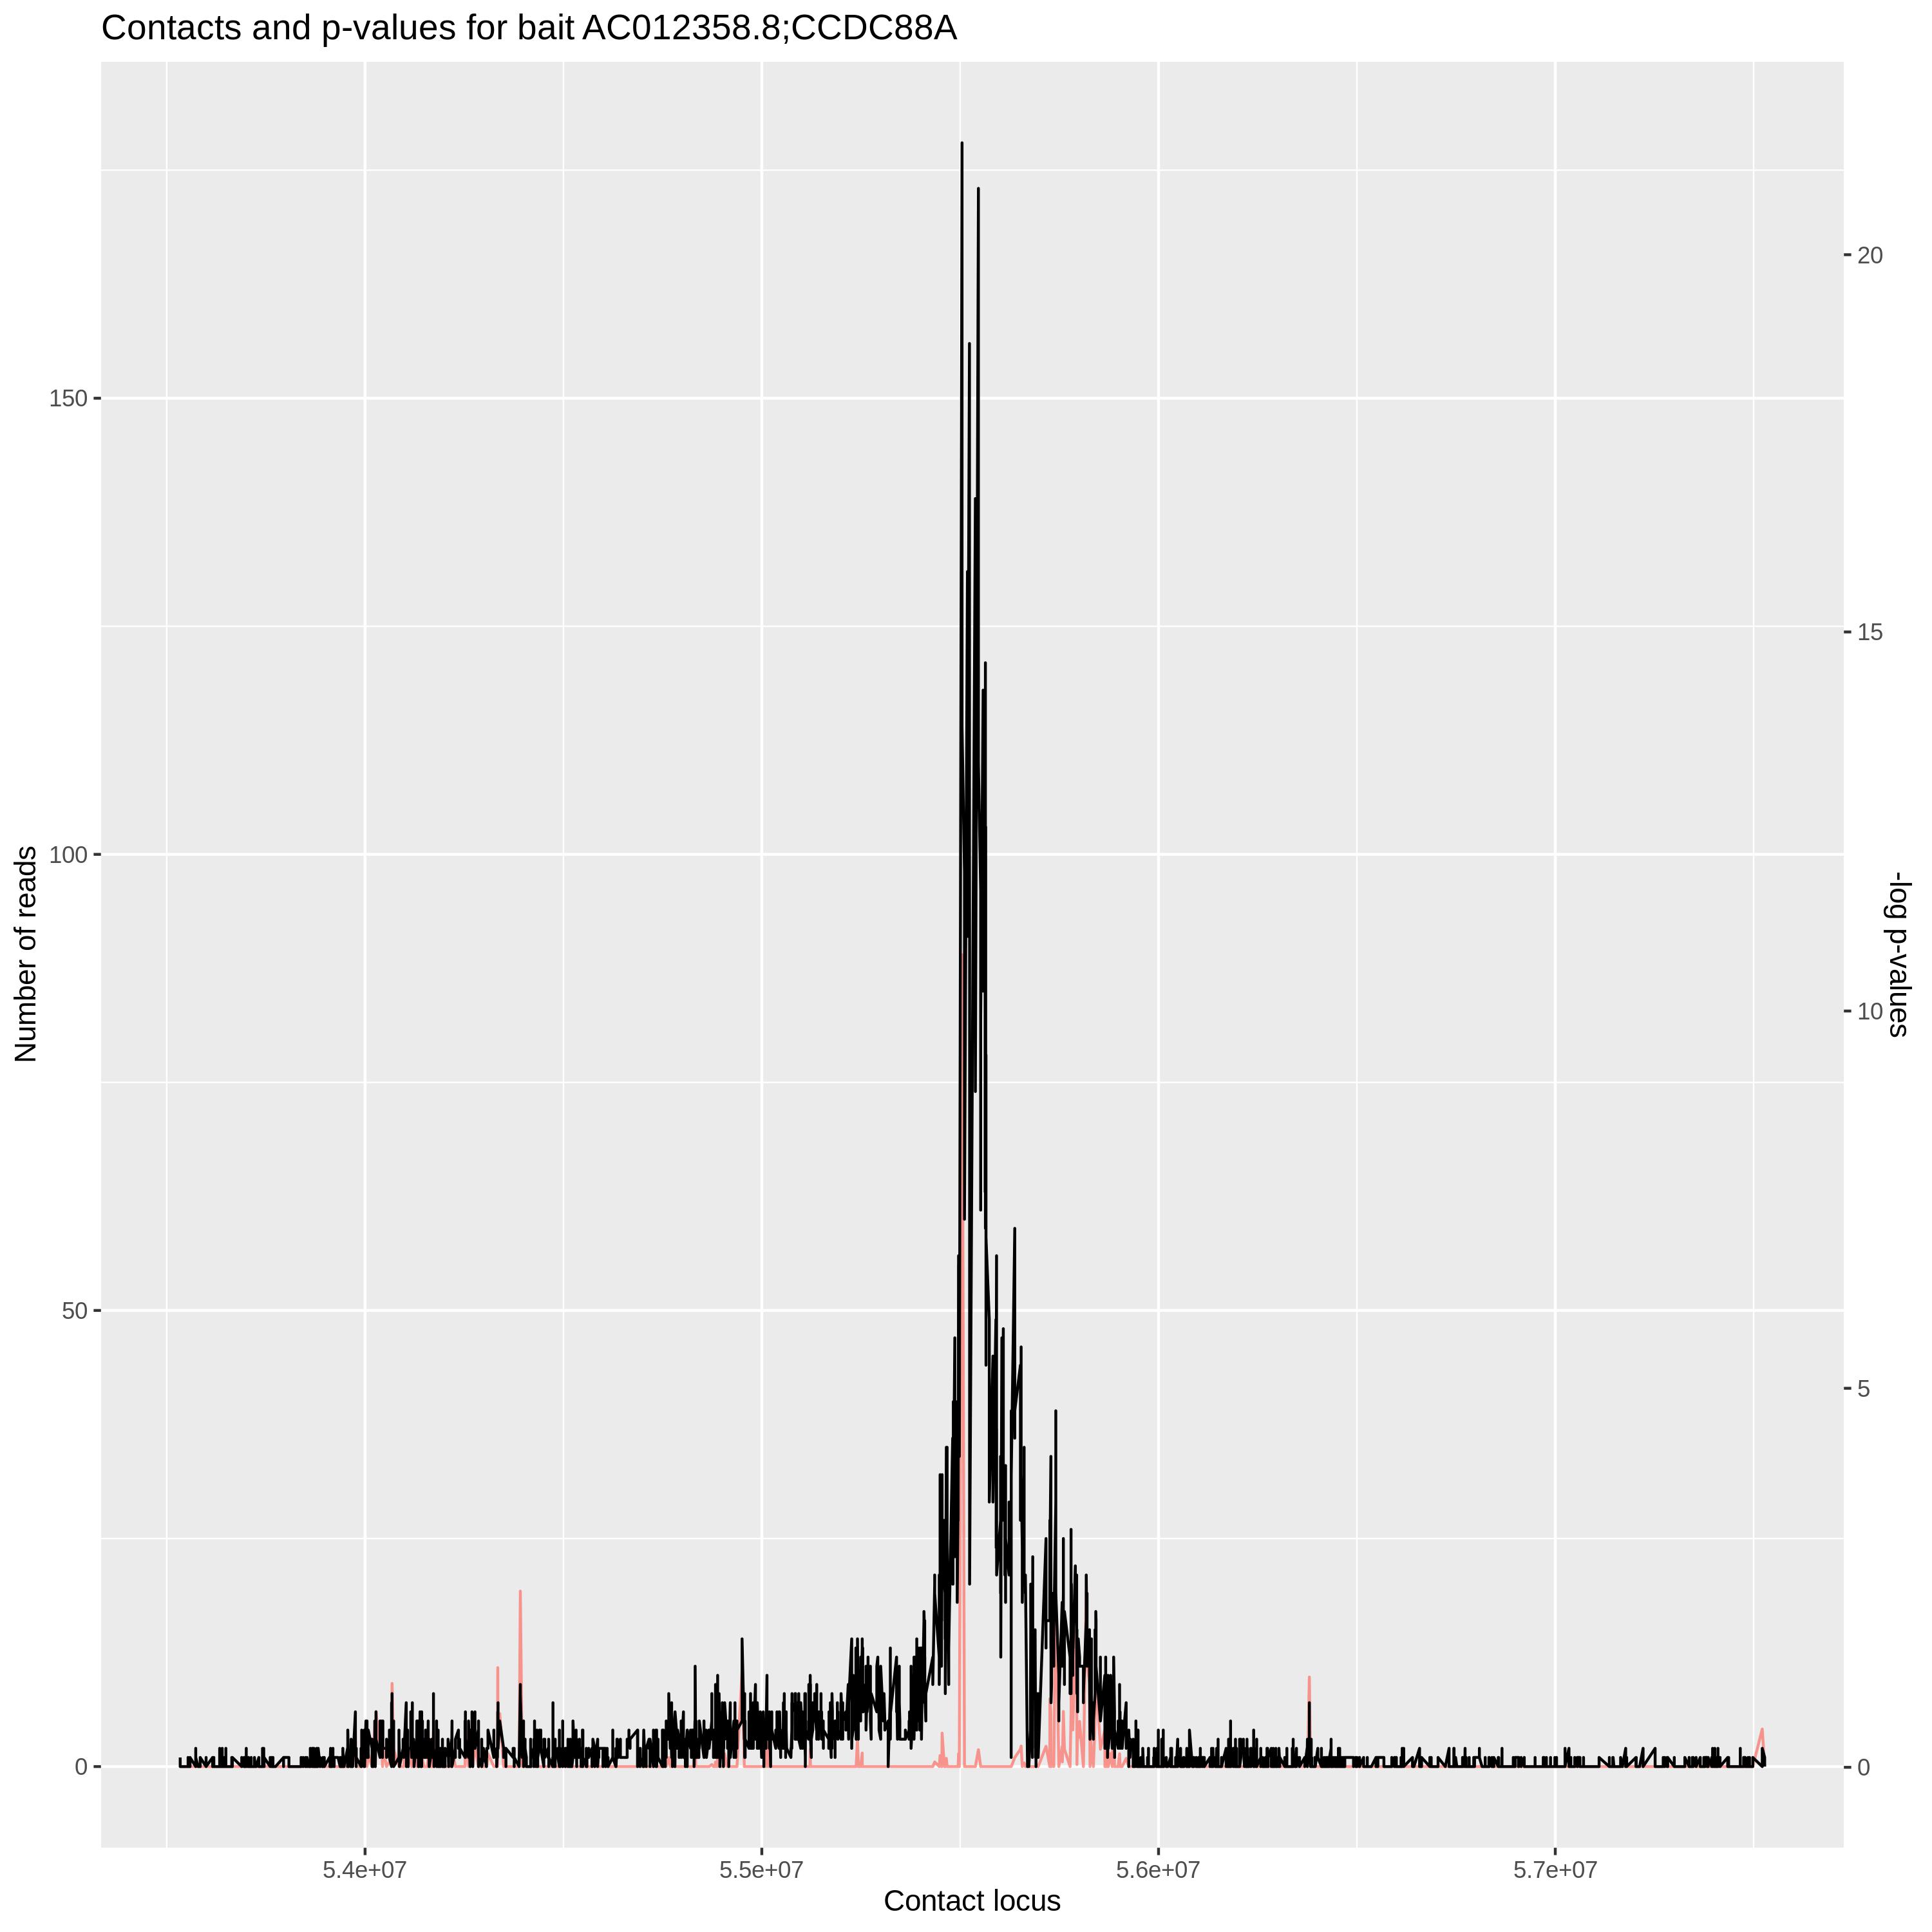 Contacts and p-values for bait AC012358.8;CCDC88A
Number of reads
150
100
50
0
20
15
10
5
0
-log p-values
5.4e+07
5.5e+07
5.6e+07
5.7e+07
Contact locus